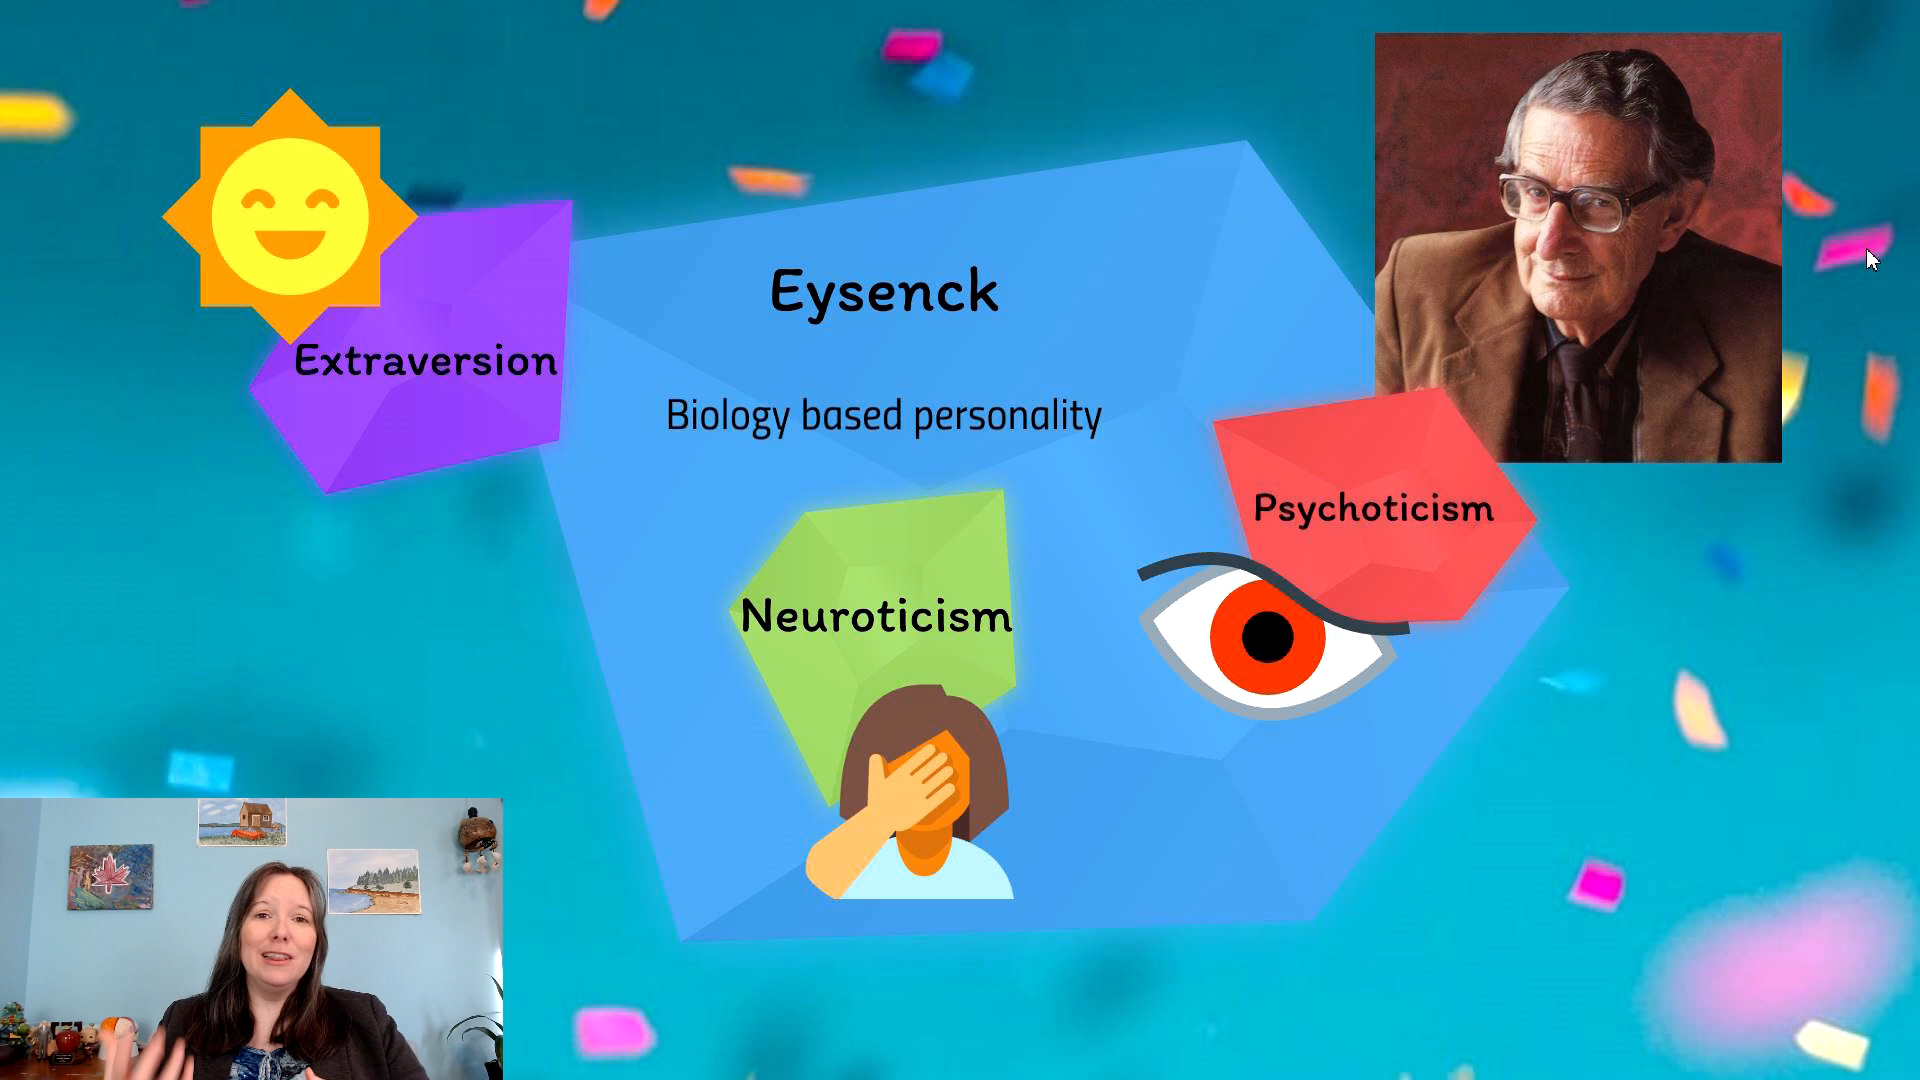 Eysenck
Extraversion
Biology based personality
Psychoticism
Neuroticism